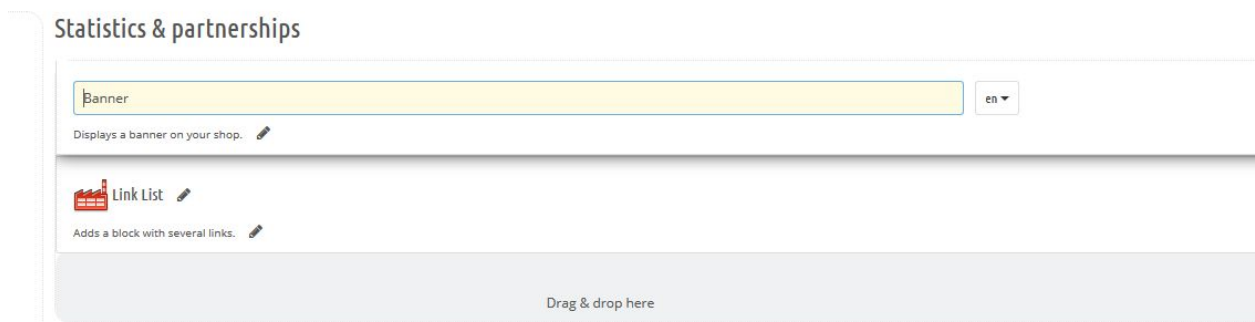 Statistics & partnerships
Banner
en
Displays a banner on your shop.
Link List
Adds a block with several links.
Drag & drop here